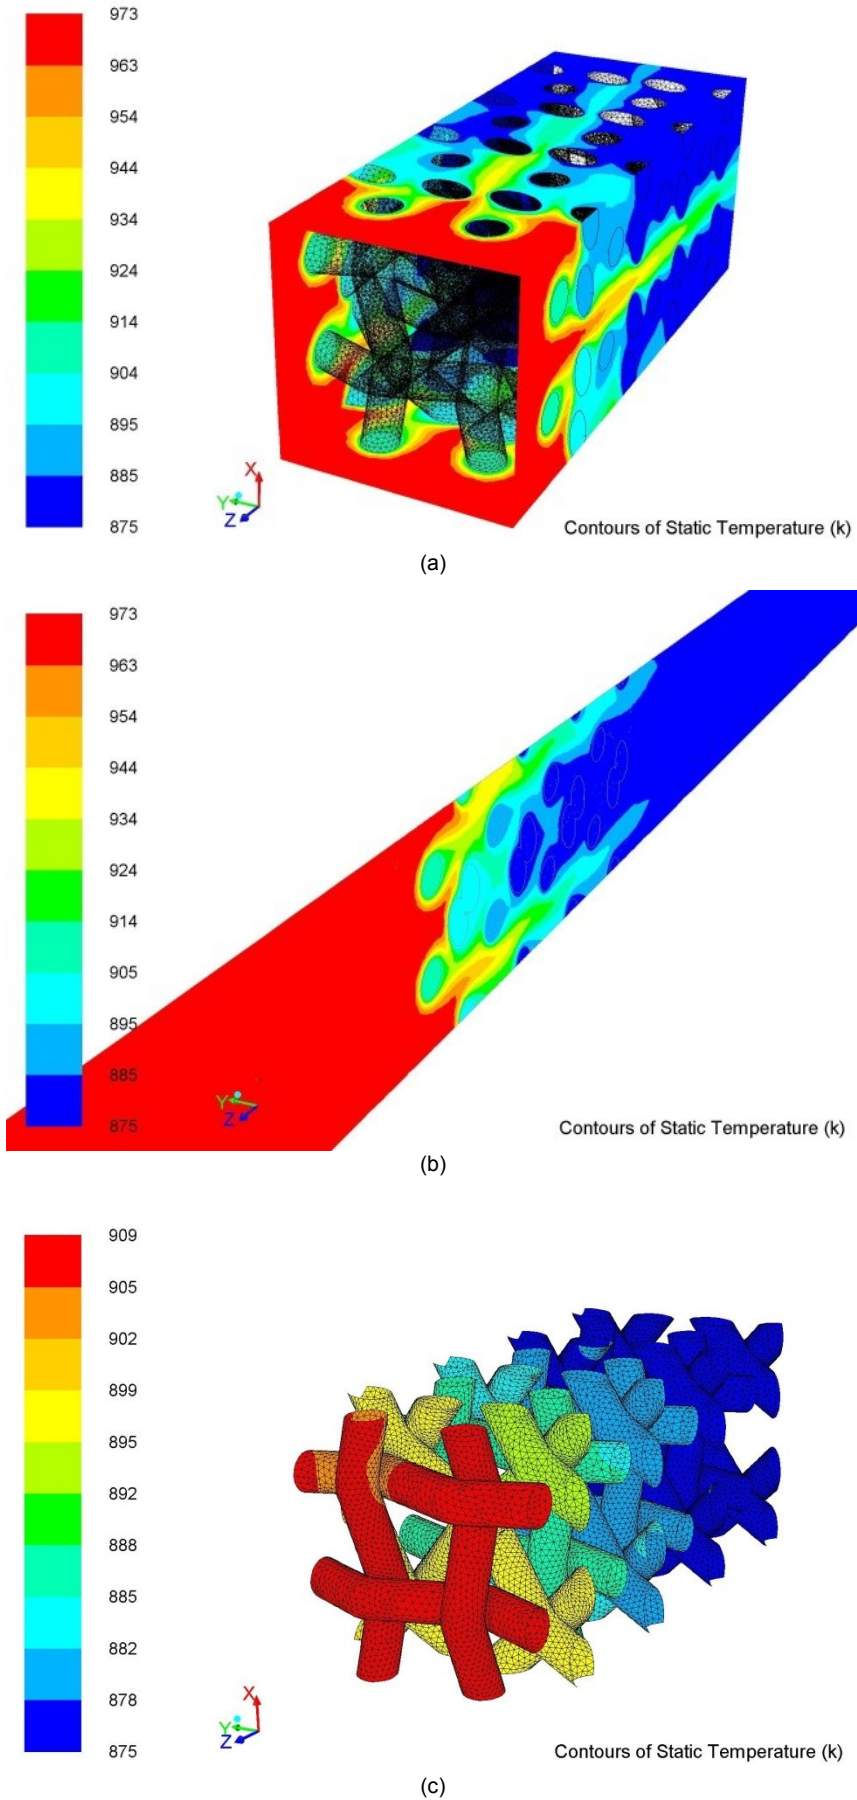 973
963
954
944
934
924
914
904
895
885
875
X
Y
Z
Contours of Static Temperature (k)
(a)
973
963
954
944
934
924
914
905
895
885
875
Y
Z
Contours of Static Temperature (k)
(b)
909
905
902
899
895
892
888
885
882
878
875
X
Y
Z
Contours of Static Temperature (k)
(c)